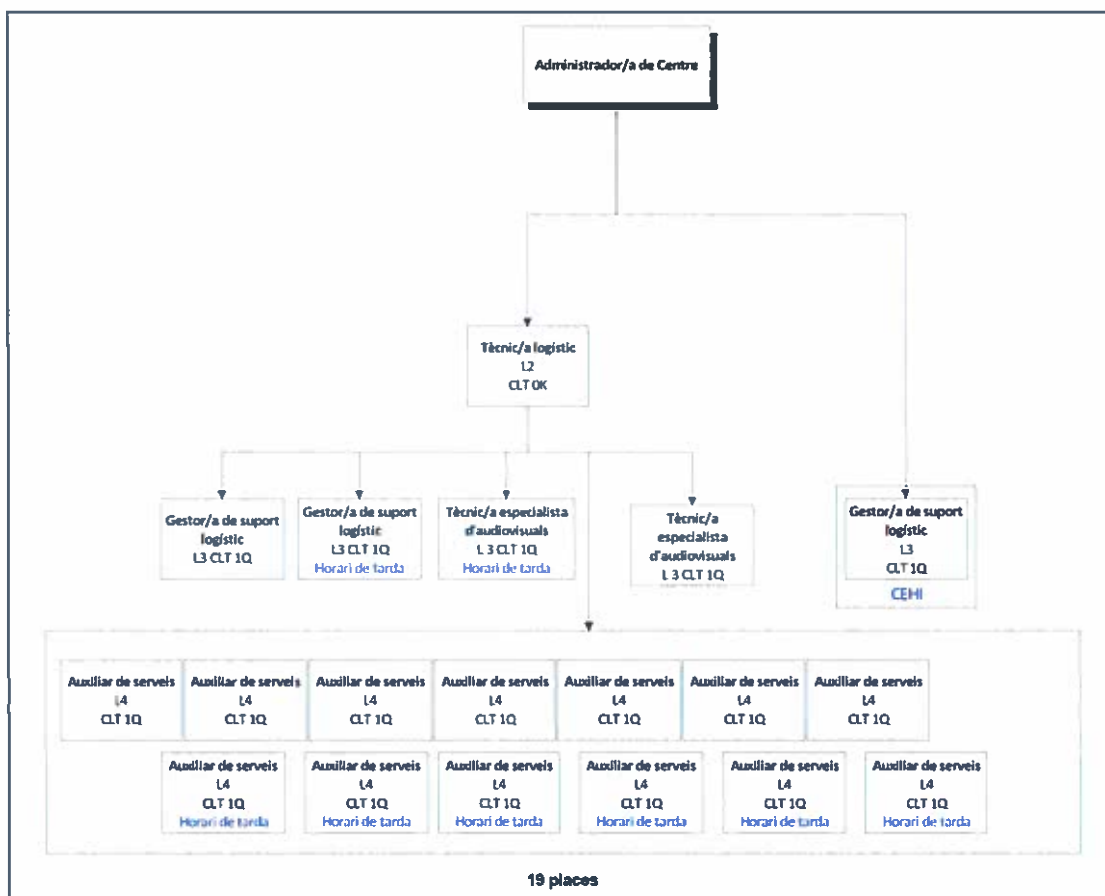 Administrador/a de Centre
Tècnic/a logístic
L2
CLT OK
Gestor/a de suport
logístic
L3 CLT 1Q
Gestor/a de suport
logístic
L3 CLT 1Q
Horari de tarda
Tècnic/a especialista
d'audiovisuals
L 3 CLT 1Q
Horari de tarda
Tècnic/a
especialista
d'audiovisuals
L 3 CLT 1Q
Gestor/a de suport
logístic
L3
CLT 1Q
CEHI
Auxiliar de serveis
L4
CLT 1Q
Auxiliar de serveis
L4
CLT 1Q
Auxiliar de serveis
L4
CLT 1Q
Auxiliar de serveis
L4
CLT 1Q
Auxiliar de serveis
L4
CLT 1Q
Auxiliar de serveis
L4
CLT 1Q
Auxiliar de serveis
L4
CLT 1Q
Auxiliar de serveis
L4
CLT 1Q
Horari de tarda
Auxiliar de serveis
L4
CLT 1Q
Horari de tarda
Auxiliar de serveis
L4
CLT 1Q
Horari de tarda
Auxiliar de serveis
L4
CLT 1Q
Horari de tarda
Auxiliar de serveis
L4
CLT 1Q
Horari de tarda
Auxiliar de serveis
L4
CLT 1Q
Horari de tarda
19 places